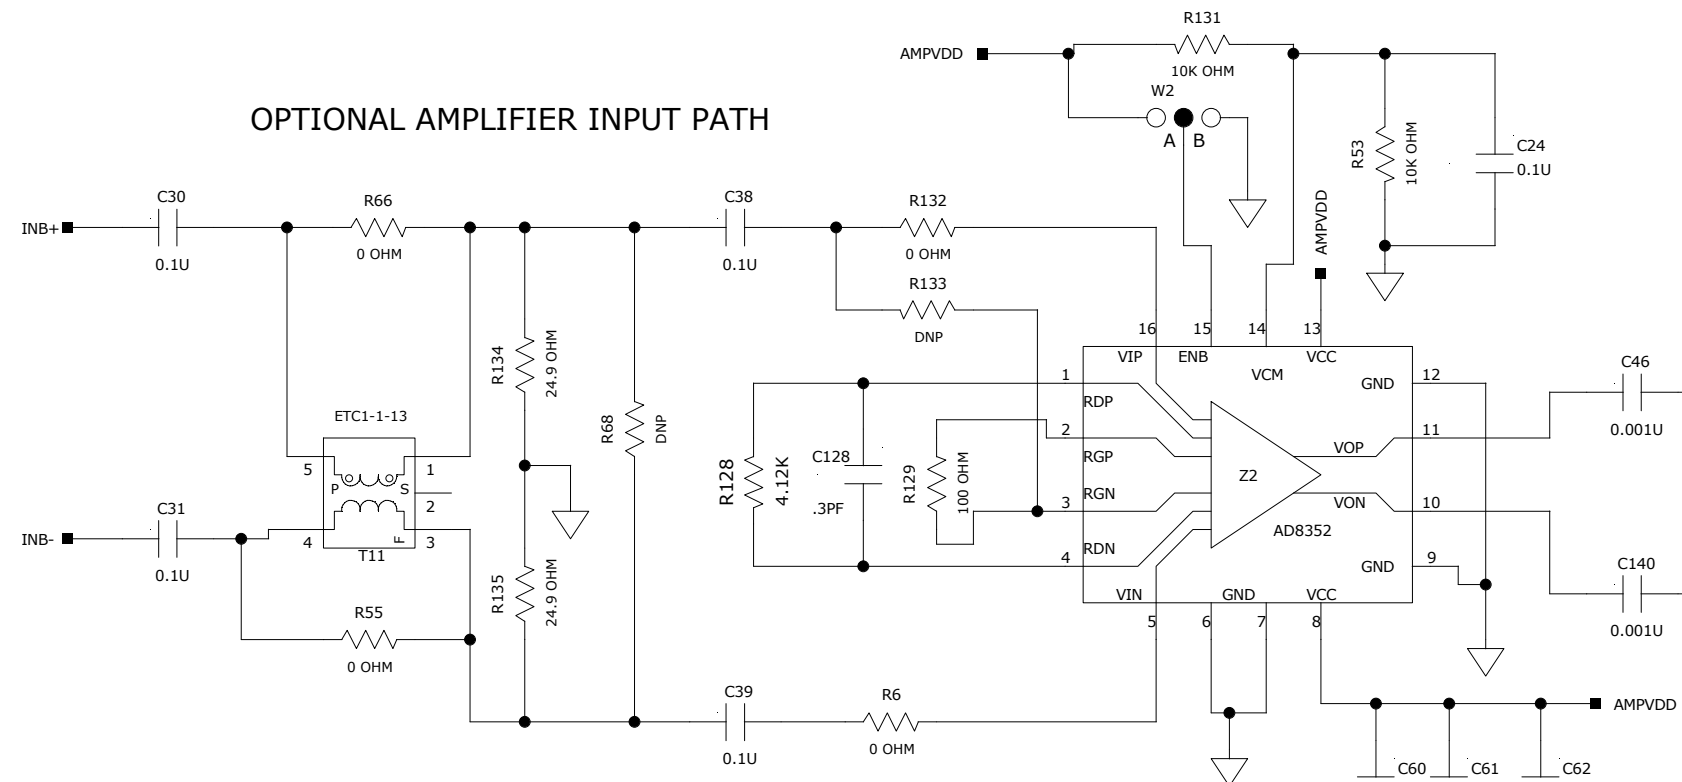 R131
AMPVDD
10K OHM
W2
OPTIONAL AMPLIFIER INPUT PATH
A B
R53
10K OHM
C24
0.1U
C30
R66
C38
R132
AMPVDD
INB+
0.1U
0 OHM
0.1U
0 OHM
R133
DNP
16 15 14 13
VIP ENB VCC
VCM
R134
24.9 OHM
1
RDP
GND
12
C46
0.001U
ETC1-1-13
R68
DNP
2
RGP
VOP
11
5 1
P S
2
R128
4.12K
C128
.3PF
R129
100 OHM
Z2
3
RGN
VON
10
C31
INB-
0.1U
4 F 3
T11
AD8352
4
RDN
GND
9
C140
0.001U
R135
24.9 OHM
VIN GND VCC
5 6 7 8
R55
0 OHM
C39
0.1U
R6
0 OHM
AMPVDD
C60 C61 C62